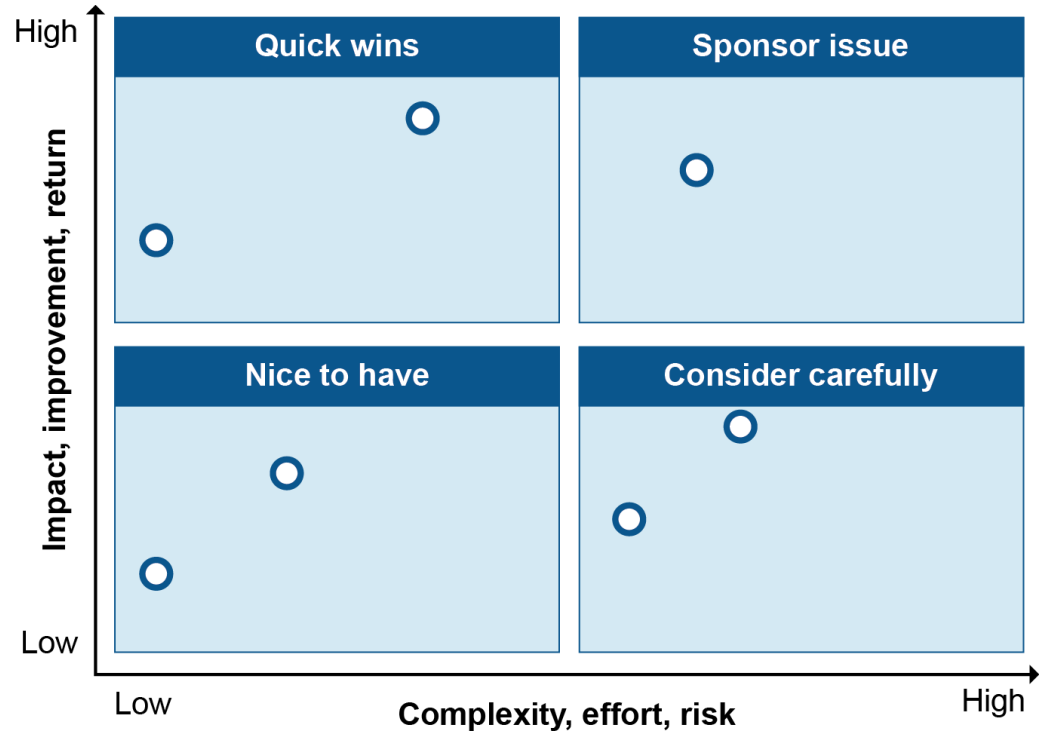 High
Quick wins
Sponsor issue
Impact, improvement, return
Nice to have
Consider carefully
Low
Low
High
Complexity, effort, risk